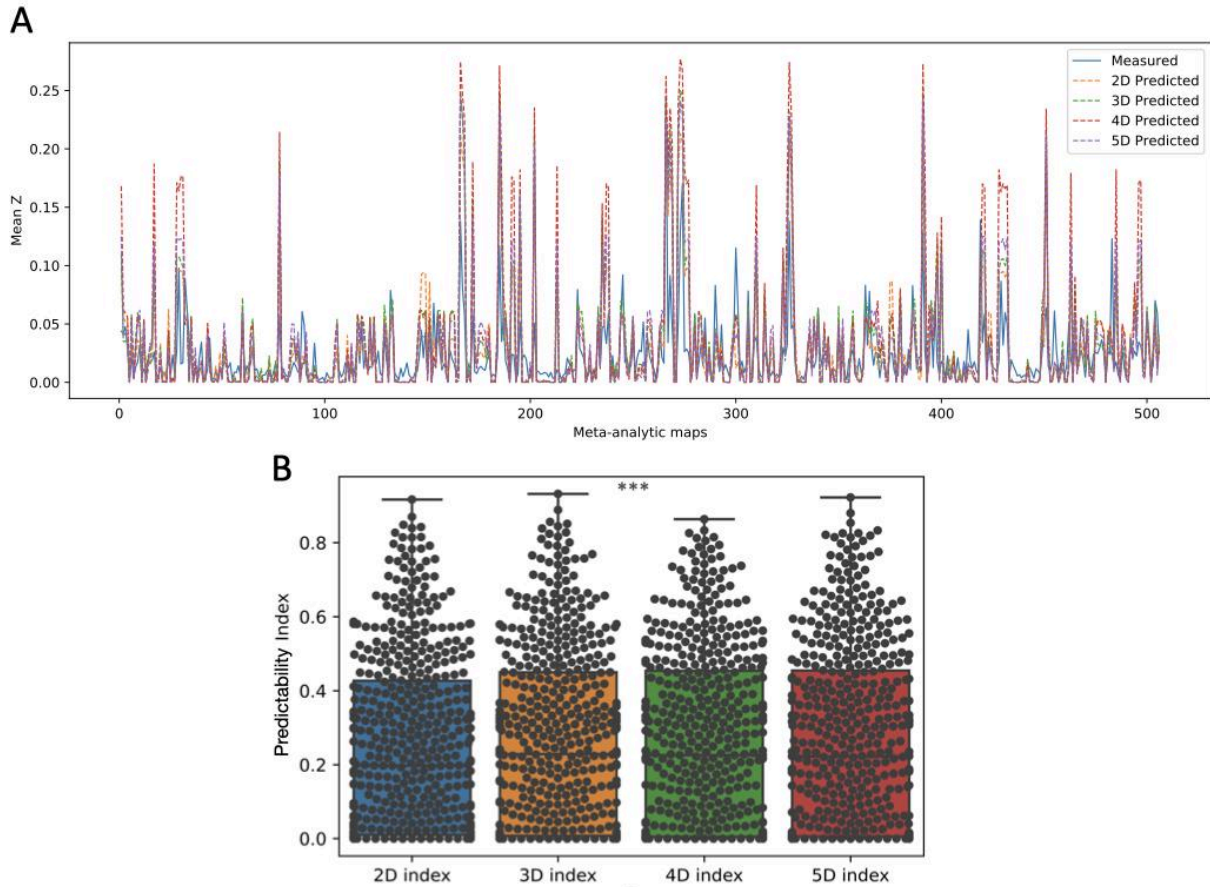 A
Mean Z
0.25
0.20
0.15
0.10
0.05
0.00
Measured
2D Predicted
3D Predicted
4D Predicted
5D Predicted
0 100 200 300 400 500
Meta-analytic maps
B
***
Predictability Index
0.8
0.6
0.4
0.2
0.0
2D index 3D index 4D index 5D index